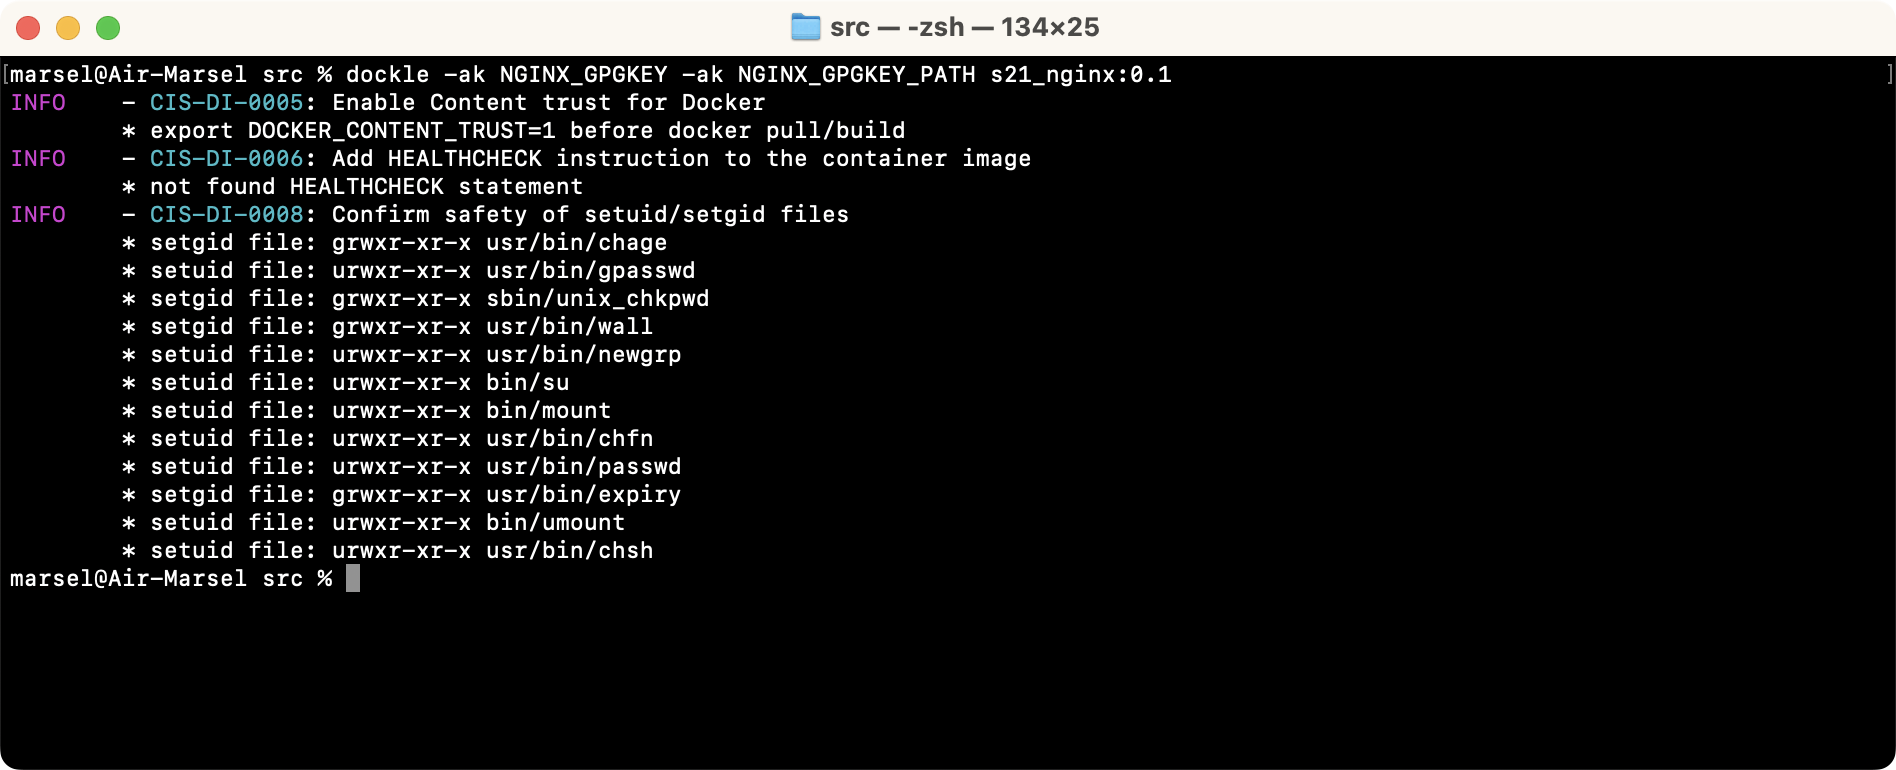 src — -zsh — 134×25
[marsel@Air-Marsel src % dockle -ak NGINX_GPGKEY -ak NGINX_GPGKEY_PATH s21_nginx:0.1 ]
INFO - CIS-DI-0005: Enable Content trust for Docker
* export DOCKER_CONTENT_TRUST=1 before docker pull/build
INFO - CIS-DI-0006: Add HEALTHCHECK instruction to the container image
* not found HEALTHCHECK statement
INFO - CIS-DI-0008: Confirm safety of setuid/setgid files
* setgid file: grwxr-xr-x usr/bin/chage
* setuid file: urwxr-xr-x usr/bin/gpasswd
* setgid file: grwxr-xr-x sbin/unix_chkpwd
* setgid file: grwxr-xr-x usr/bin/wall
* setuid file: urwxr-xr-x usr/bin/newgrp
* setuid file: urwxr-xr-x bin/su
* setuid file: urwxr-xr-x bin/mount
* setuid file: urwxr-xr-x usr/bin/chfn
* setuid file: urwxr-xr-x usr/bin/passwd
* setgid file: grwxr-xr-x usr/bin/expiry
* setuid file: urwxr-xr-x bin/umount
* setuid file: urwxr-xr-x usr/bin/chsh
marsel@Air-Marsel src %